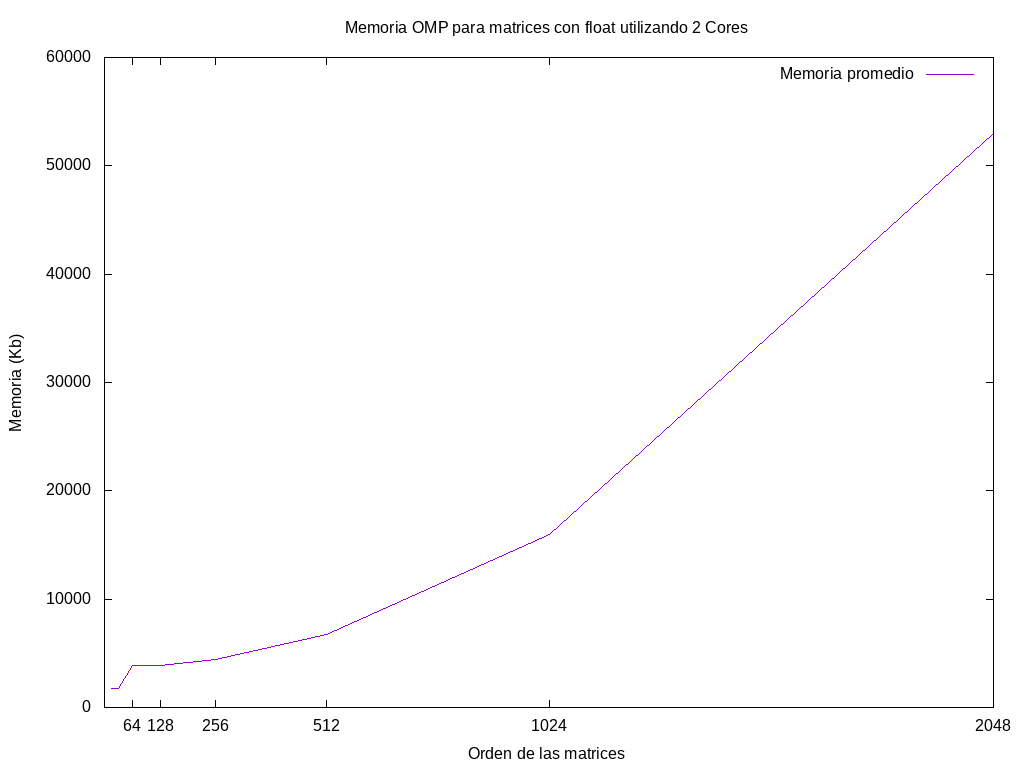 Memoria OMP para matrices con float utilizando 2 Cores
Memoria promedio
60000
50000
40000
30000
20000
10000
0
Memoria (Kb)
64 128 256 512 1024 2048
Orden de las matrices